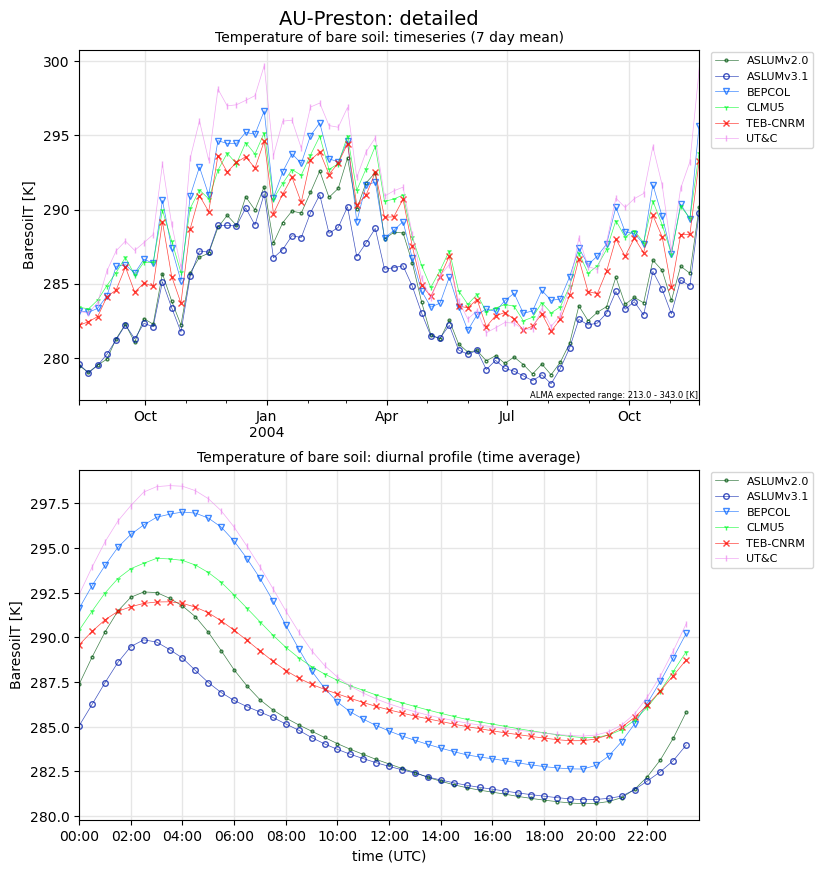 AU-Preston: detailed
Temperature of bare soil: timeseries (7 day mean)
300
295
290
285
280
BaresoilT [K]
Oct
Jan
2004
Apr
Jul
Oct
ALMA expected range: 213.0 - 343.0 [K]
ASLUMv2.0
ASLUMv3.1
BEPCOL
CLMU5
TEB-CNRM
UT&C
Temperature of bare soil: diurnal profile (time average)
297.5
295.0
292.5
290.0
287.5
285.0
282.5
280.0
BaresoilT [K]
00:00 02:00 04:00 06:00 08:00 10:00 12:00 14:00 16:00 18:00 20:00 22:00
time (UTC)
ASLUMv2.0
ASLUMv3.1
BEPCOL
CLMU5
TEB-CNRM
UT&C